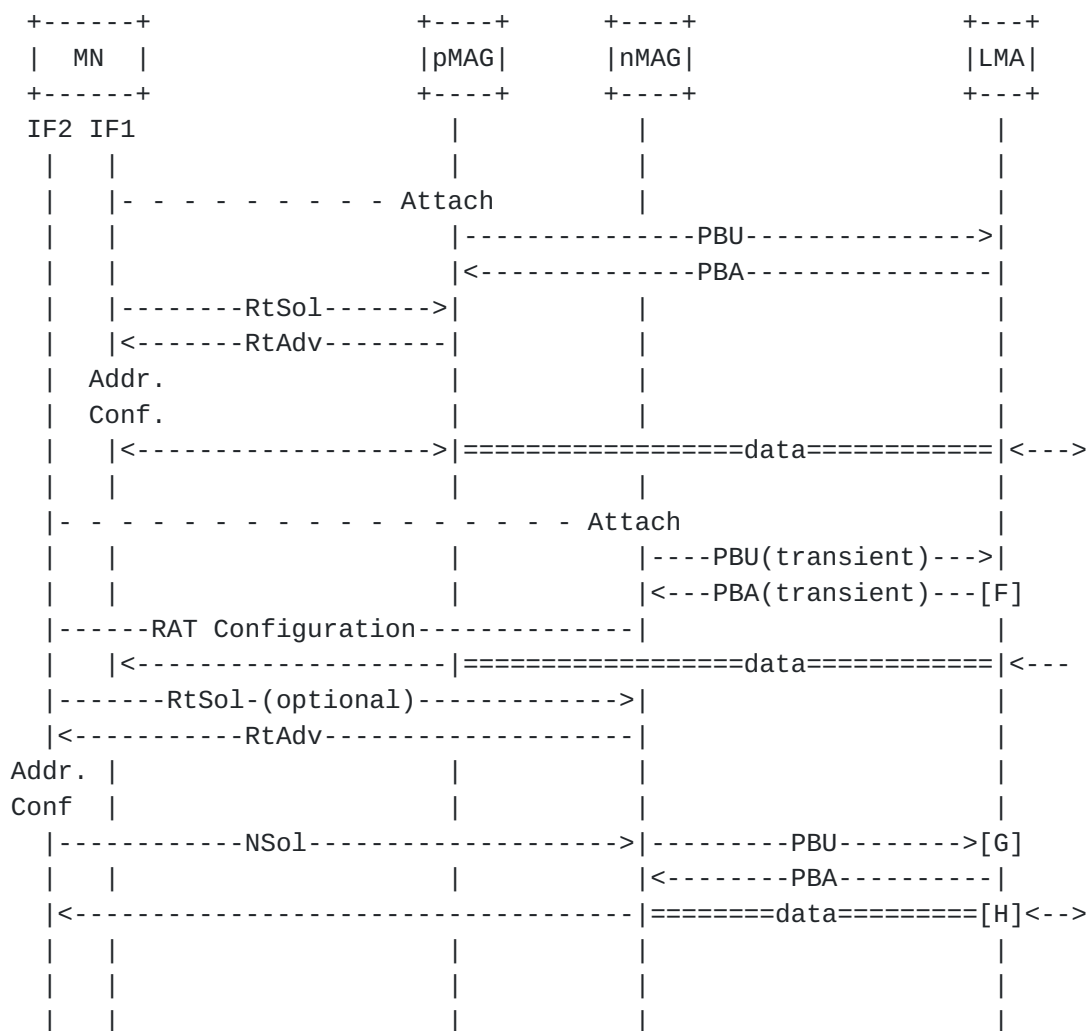 +------+                 +----+      +----+                 +---+
|  MN  |                 |pMAG|      |nMAG|                 |LMA|
+------+                 +----+      +----+                 +---+
IF2 IF1                    |           |                      |
 |   |                     |           |                      |
 |   |- - - - - - - - - Attach         |                      |
 |   |                     |---------------PBU--------------->|
 |   |                     |<--------------PBA----------------|
 |   |--------RtSol------->|           |                      |
 |   |<-------RtAdv--------|           |                      |
 |  Addr.                  |           |                      |
 |  Conf.                  |           |                      |
 |   |<------------------->|==================data============|<--->
 |   |                     |           |                      |
 |- - - - - - - - - - - - - - - - - Attach                    |
 |   |                     |           |----PBU(transient)--->|
 |   |                     |           |<---PBA(transient)---[F]
 |------RAT Configuration--------------|                      |
 |   |<--------------------|==================data============|<---
 |-------RtSol-(optional)------------->|                      |
 |<-----------RtAdv--------------------|                      |
Addr. |                    |           |                      |
Conf  |                    |           |                      |
 |------------NSol-------------------->|---------PBU-------->[G]
 |   |                     |           |<--------PBA----------|
 |<------------------------------------|========data=========[H]<-->
 |   |                     |           |                      |
 |   |                     |           |                      |
 |   |                     |           |                      |